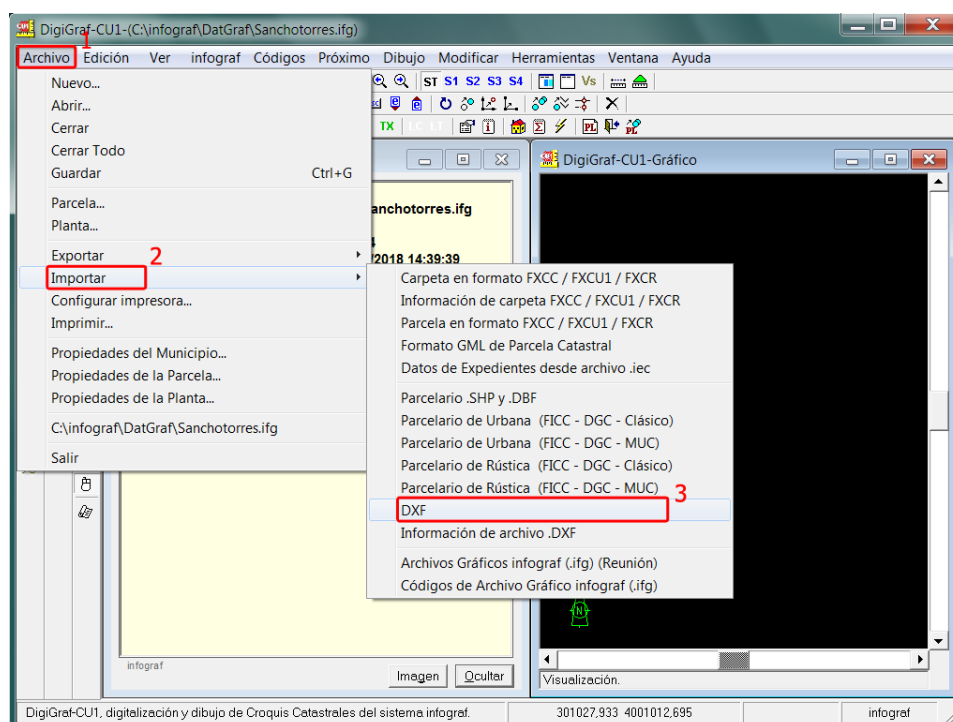 DigiGraf-CU1-(C:\infograf\DatGraf\Sanchotorres.ifg)
1
Archivo Edición Ver infograf Códigos Próximo Dibujo Modificar Herramientas Ventana Ayuda
ST S1 S2 S3 S4 Vs
TX LC LT PL
Nuevo...
Abrir...
Cerrar
Cerrar Todo
Guardar Ctrl+G
Parcela...
Planta...
Exportar
2
Importar
Configurar impresora...
Imprimir...
Propiedades del Municipio...
Propiedades de la Parcela...
Propiedades de la Planta...
C:\infograf\DatGraf\Sanchotorres.ifg
Salir
anchotorres.ifg
2018 14:39:39
Carpeta en formato FXCC / FXCU1 / FXCR
Información de carpeta FXCC / FXCU1 / FXCR
Parcela en formato FXCC / FXCU1 / FXCR
Formato GML de Parcela Catastral
Datos de Expedientes desde archivo .iec
Parcelario .SHP y .DBF
Parcelario de Urbana (FICC - DGC - Clásico)
Parcelario de Urbana (FICC - DGC - MUC)
Parcelario de Rústica (FICC - DGC - Clásico)
Parcelario de Rústica (FICC - DGC - MUC)
3
DXF
Información de archivo .DXF
Archivos Gráficos infograf (.ifg) (Reunión)
Códigos de Archivo Gráfico infograf (.ifg)
DigiGraf-CU1-Gráfico
N
infograf
Imagen Ocultar
Visualización.
DigiGraf-CU1, digitalización y dibujo de Croquis Catastrales del sistema infograf. 301027,933 4001012,695 infograf